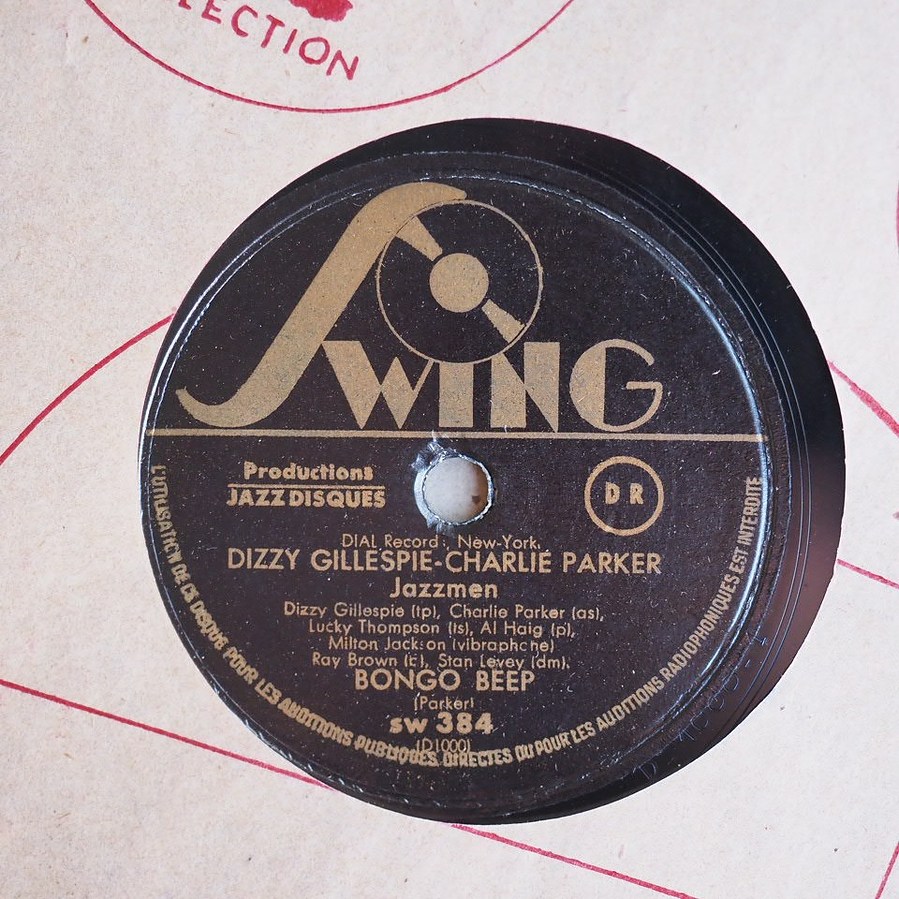 LECTION
SWING
Productions
JAZZ DISQUES
D R
DIAL Record: New-York.
DIZZY GILLESPIE-CHARLIE PARKER
Jazzmen
Dizzy Gillespie (tp), Charlie Parker (as),
Lucky Thompson (ts), Al Haig (p),
Milton Jackson (vibraphone)
Ray Brown (c), Stan Levey (dm).
BONGO BEEP
(Parker)
SW 384
(D1000)
L'UTILISATION DE CE DISQUE POUR LES AUDITIONS PUBLIQUES, DIRECTES OU POUR LES AUDITIONS RADIOPHONIQUES EST INTERDITE